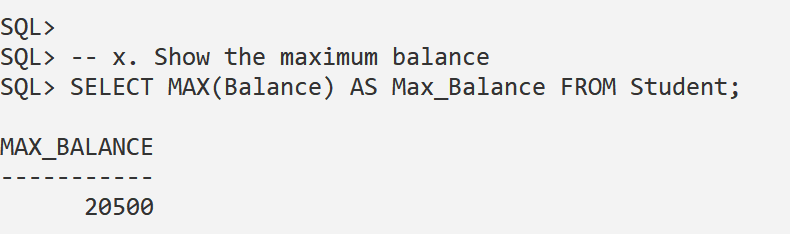 SQL>
SQL> -- x. Show the maximum balance
SQL> SELECT MAX(Balance) AS Max_Balance FROM Student;
MAX_BALANCE
-----------
20500